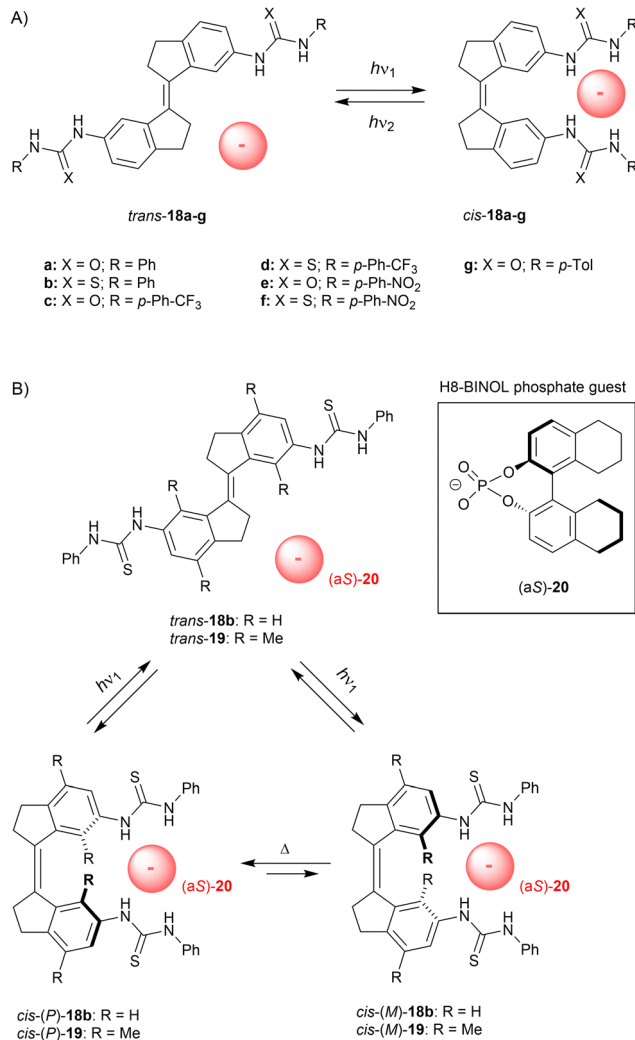 A)
R
X
N
H
N
H
H
N
N
H
X
R
trans-18a-g
hν1
hν2
X
R
N
H
N
H
-
N
H
N
H
X
R
cis-18a-g
-
a: X = O; R = Ph
b: X = S; R = Ph
c: X = O; R = p-Ph-CF3
d: X = S; R = p-Ph-CF3
e: X = O; R = p-Ph-NO2
f: X = S; R = p-Ph-NO2
g: X = O; R = p-Tol
B)
R
S
N
H
N
H
Ph
R
R
H
N
H
N
Ph
S
R
-
(aS)-20
trans-18b: R = H
trans-19: R = Me
H8-BINOL phosphate guest
O
⊖
O
P
O
O
(aS)-20
hν1
hν1
R
S
N
H
N
H
Ph
R
R
-
(aS)-20
N
H
N
H
Ph
S
R
cis-(P)-18b: R = H
cis-(P)-19: R = Me
Δ
R
S
N
H
N
H
Ph
R
R
-
(aS)-20
N
H
N
H
Ph
S
R
cis-(M)-18b: R = H
cis-(M)-19: R = Me